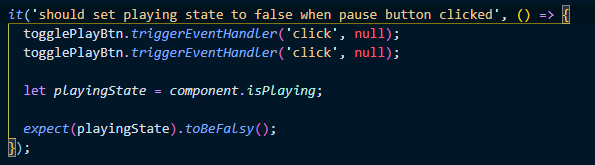 it('should set playing state to false when pause button clicked', () => {
togglePlayBtn.triggerEventHandler('click', null);
togglePlayBtn.triggerEventHandler('click', null);
let playingState = component.isPlaying;
expect(playingState).toBeFalsy();
});